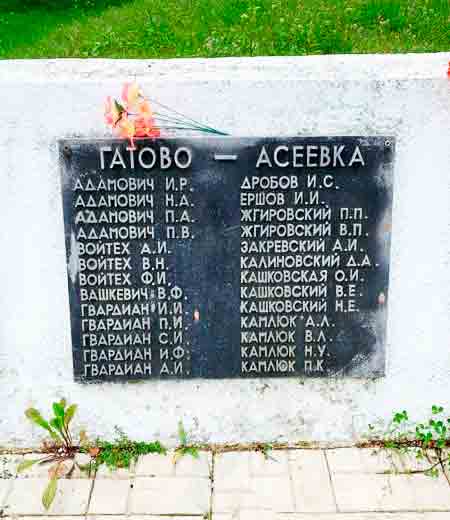 ГАТОВО — АСЕЕВКА
АДАМОВИЧ И.Р.
АДАМОВИЧ Н.А.
АДАМОВИЧ П.А.
АДАМОВИЧ П.В.
ВОЙТЕХ А.И.
ВОЙТЕХ В.Н.
ВОЙТЕХ Ф.И.
ВАШКЕВИЧ В.Ф.
ГВАРДИАН И.И.
ГВАРДИАН П.И.
ГВАРДИАН С.И.
ГВАРДИАН И.Ф.
ГВАРДИАН А.И.
ДРОБОВ И.С.
ЕРШОВ И.И.
ЖГИРОВСКИЙ П.П.
ЖГИРОВСКИЙ В.П.
ЗАКРЕВСКИЙ А.И.
КАЛИНОВСКИЙ Д.А.
КАШКОВСКАЯ О.И.
КАШКОВСКИЙ В.Е.
КАШКОВСКИЙ Н.Е.
КАМЛЮК А.Л.
КАМЛЮК В.Л.
КАМЛЮК Н.У.
КАМЛЮК П.К